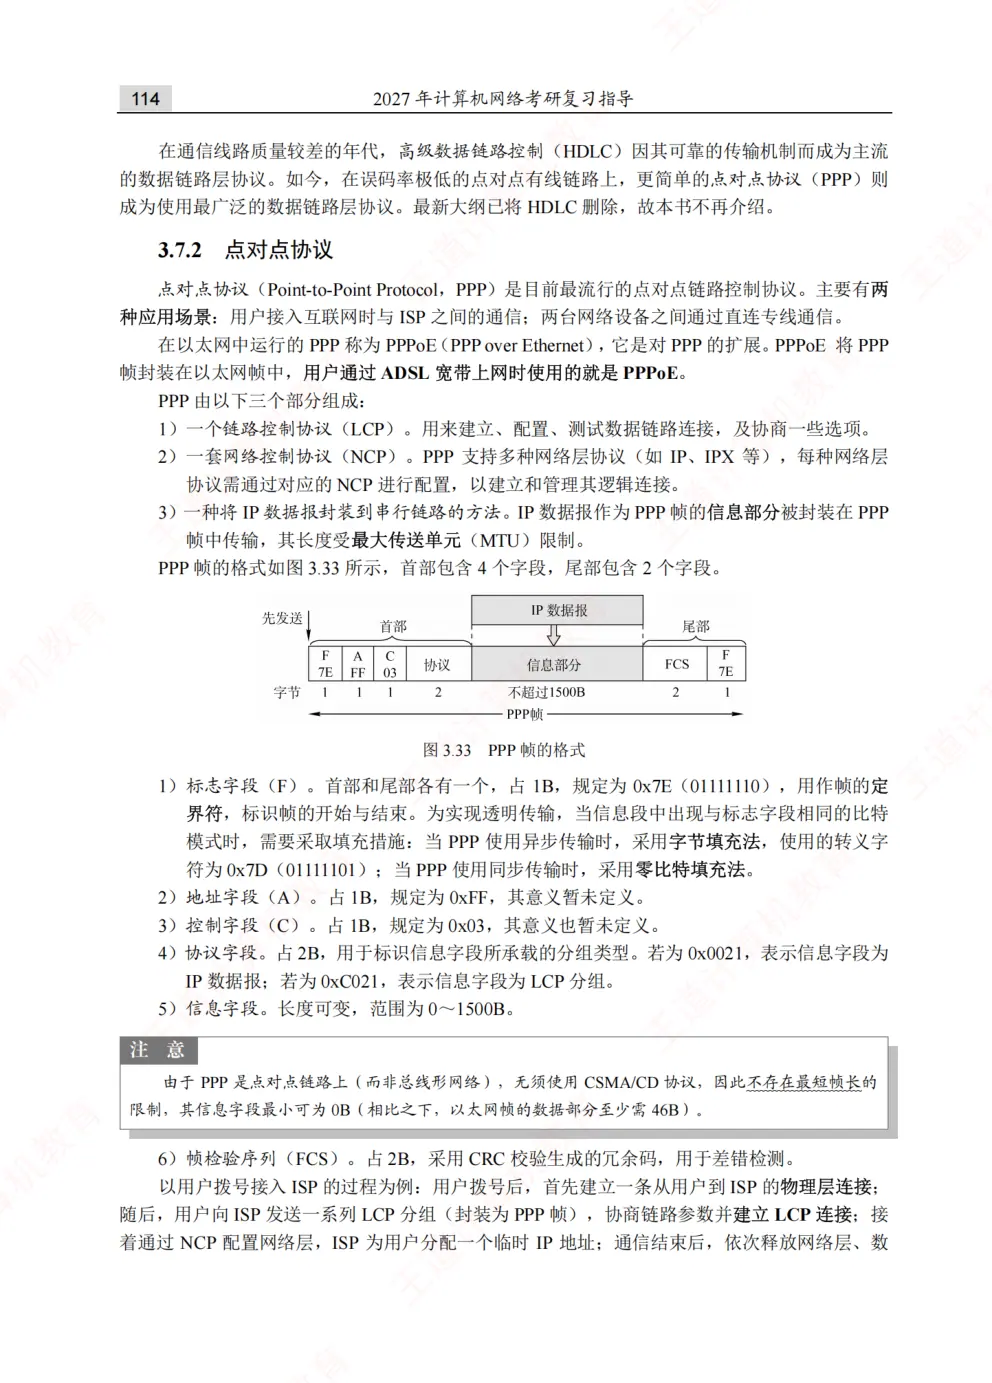 114
2027 年计算机网络考研复习指导
在通信线路质量较差的年代，高级数据链路控制（HDLC）因其可靠的传输机制而成为主流
的数据链路层协议。如今，在误码率极低的点对点有线链路上，更简单的点对点协议（PPP）则
成为使用最广泛的数据链路层协议。最新大纲已将 HDLC 删除，故本书不再介绍。
3.7.2 点对点协议
点对点协议（Point-to-Point Protocol，PPP）是目前最流行的点对点链路控制协议。主要有两
种应用场景：用户接入互联网时与 ISP 之间的通信；两台网络设备之间通过直连专线通信。
在以太网中运行的 PPP 称为 PPPoE（PPP over Ethernet），它是对 PPP 的扩展。PPPoE 将 PPP
帧封装在以太网帧中，用户通过 ADSL 宽带上网时使用的就是 PPPoE。
PPP 由以下三个部分组成：
1）一个链路控制协议（LCP）。用来建立、配置、测试数据链路连接，及协商一些选项。
2）一套网络控制协议（NCP）。PPP 支持多种网络层协议（如 IP、IPX 等），每种网络层
协议需通过对应的 NCP 进行配置，以建立和管理其逻辑连接。
3）一种将 IP 数据报封装到串行链路的方法。IP 数据报作为 PPP 帧的信息部分被封装在 PPP
帧中传输，其长度受最大传送单元（MTU）限制。
PPP 帧的格式如图 3.33 所示，首部包含 4 个字段，尾部包含 2 个字段。
IP 数据报
先发送
首部
尾部
F A C 协议 信息部分 FCS F
7E FF 03 7E
字节 1 1 1 2 不超过1500B 2 1
PPP帧
图 3.33 PPP 帧的格式
1）标志字段（F）。首部和尾部各有一个，占 1B，规定为 0x7E（01111110），用作帧的定
界符，标识帧的开始与结束。为实现透明传输，当信息段中出现与标志字段相同的比特
模式时，需要采取填充措施：当 PPP 使用异步传输时，采用字节填充法，使用的转义字
符为 0x7D（01111101）；当 PPP 使用同步传输时，采用零比特填充法。
2）地址字段（A）。占 1B，规定为 0xFF，其意义暂未定义。
3）控制字段（C）。占 1B，规定为 0x03，其意义也暂未定义。
4）协议字段。占 2B，用于标识信息字段所承载的分组类型。若为 0x0021，表示信息字段为
IP 数据报；若为 0xC021，表示信息字段为 LCP 分组。
5）信息字段。长度可变，范围为 0～1500B。
注 意
由于 PPP 是点对点链路上（而非总线形网络），无须使用 CSMA/CD 协议，因此不存在最短帧长的
限制，其信息字段最小可为 0B（相比之下，以太网帧的数据部分至少需 46B）。
6）帧检验序列（FCS）。占 2B，采用 CRC 校验生成的冗余码，用于差错检测。
以用户拨号接入 ISP 的过程为例：用户拨号后，首先建立一条从用户到 ISP 的物理层连接；
随后，用户向 ISP 发送一系列 LCP 分组（封装为 PPP 帧），协商链路参数并建立 LCP 连接；接
着通过 NCP 配置网络层，ISP 为用户分配一个临时 IP 地址；通信结束后，依次释放网络层、数